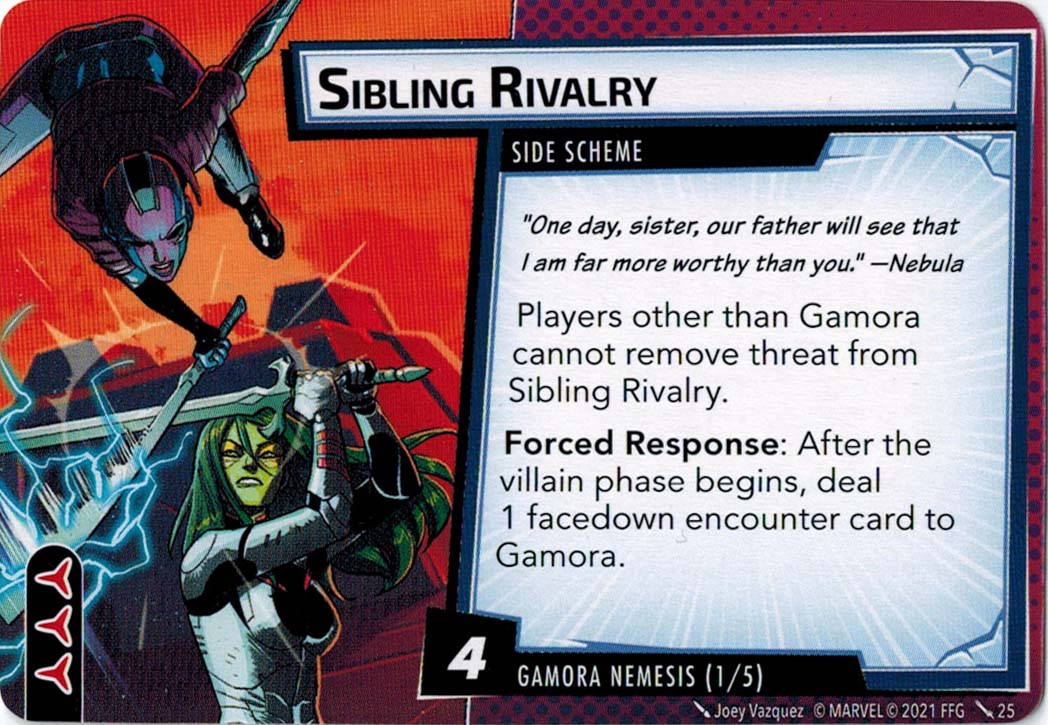 SIBLING RIVALRY
SIDE SCHEME
"One day, sister, our father will see that
I am far more worthy than you." —Nebula
Players other than Gamora
cannot remove threat from
Sibling Rivalry.
Forced Response: After the
villain phase begins, deal
1 facedown encounter card to
Gamora.
4
GAMORA NEMESIS (1/5)
Joey Vazquez © MARVEL © 2021 FFG 25